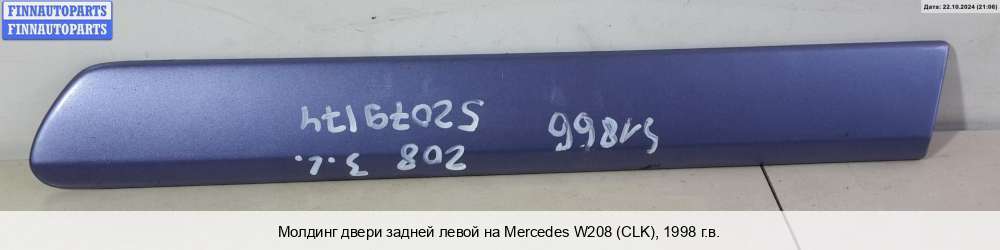 FINNAUTOPARTS
FINNAUTOPARTS
Дата: 22.10.2024 (21:06)
208 З.L.
51866
52079174
Молдинг двери задней левой на Mercedes W208 (CLK), 1998 г.в.